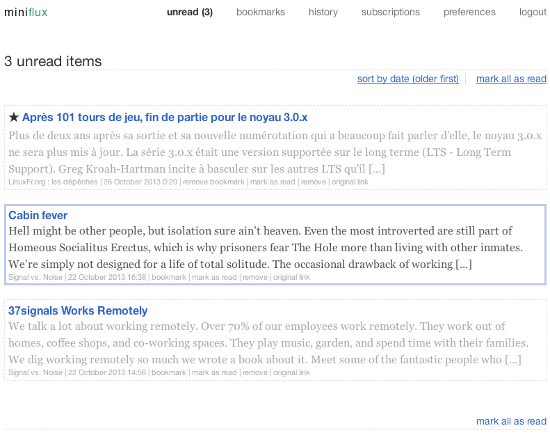 miniflux
unread (3) bookmarks history subscriptions preferences logout
3 unread items
sort by date (older first) mark all as read
★ Après 101 tours de jeu, fin de partie pour le noyau 3.0.x
Plus de deux ans après sa sortie et sa nouvelle numérotation qui a beaucoup fait parler d'elle, le noyau 3.0.x
ne sera plus mis à jour. La série 3.0.x était une version supportée sur le long terme (LTS - Long Term
Support). Greg Kroah-Hartman incite à basculer sur les autres LTS qu'il [...]
LinuxFr.org : les dépêches | 26 October 2013 0:20 | remove bookmark | mark as read | remove | original link
Cabin fever
Hell might be other people, but isolation sure ain't heaven. Even the most introverted are still part of
Homeous Socialitus Erectus, which is why prisoners fear The Hole more than living with other inmates.
We're simply not designed for a life of total solitude. The occasional drawback of working [...]
Signal vs. Noise | 22 October 2013 16:38 | bookmark | mark as read | remove | original link
37signals Works Remotely
We talk a lot about working remotely. Over 70% of our employees work remotely. They work out of
homes, coffee shops, and co-working spaces. They play music, garden, and spend time with their families.
We dig working remotely so much we wrote a book about it. Meet some of the fantastic people who [...]
Signal vs. Noise | 22 October 2013 14:56 | bookmark | mark as read | remove | original link
mark all as read